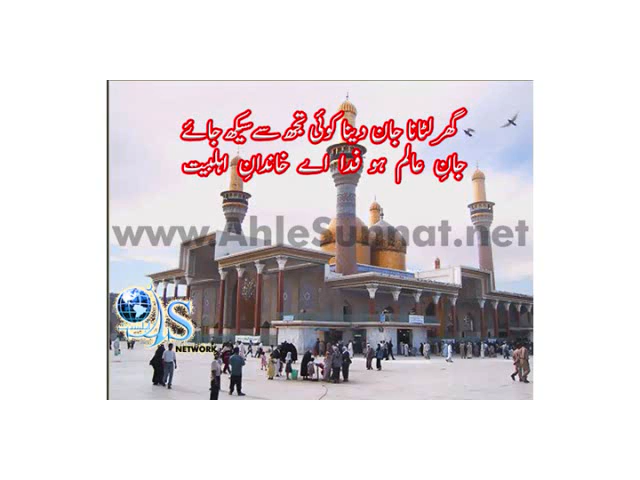 گھر لٹانا جان دینا کوئی تجھ سے سیکھ جائے
جانِ عالم ہو فدا اے خاندانِ اہلبیت
www.AhleSunnat.net
IS
NETWORK